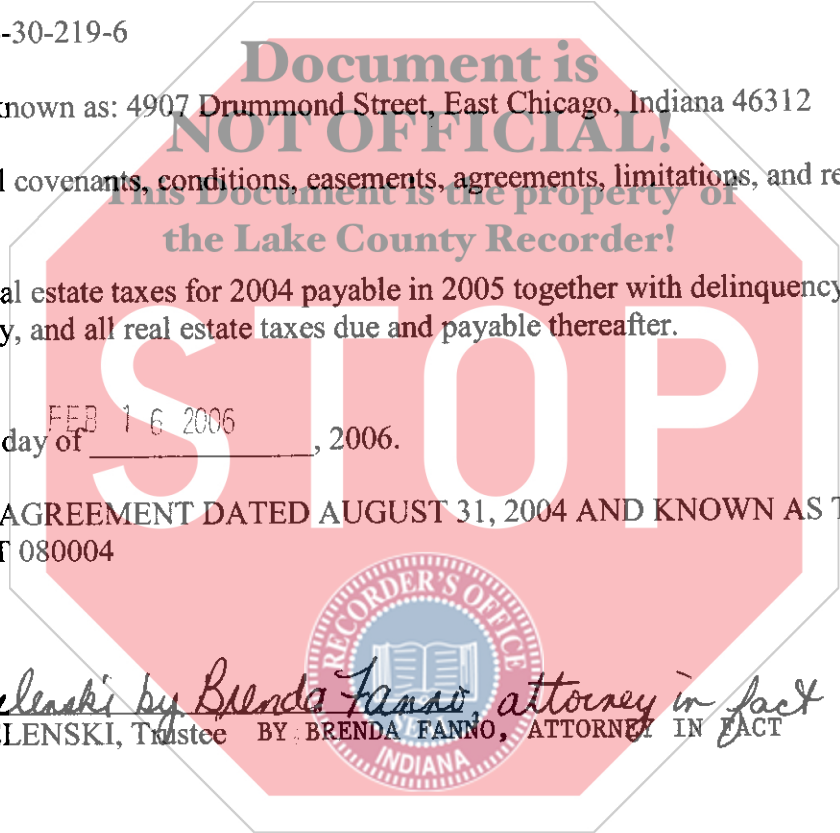 -30-219-6
Document is
known as: 4907 Drummond Street, East Chicago, Indiana 46312
NOT OFFICIAL!
l covenants, conditions, easements, agreements, limitations, and re
This Document is the property of
the Lake County Recorder!
al estate taxes for 2004 payable in 2005 together with delinquency
y, and all real estate taxes due and payable thereafter.
STOP
FEB 16 2006
day of ____________, 2006.
AGREEMENT DATED AUGUST 31, 2004 AND KNOWN AS T
T 080004
RECORDER'S OFFICE
SEAL
INDIANA
elenski by Brenda Fanno, attorney in fact
ELENSKI, Trustee BY BRENDA FANNO, ATTORNEY IN FACT